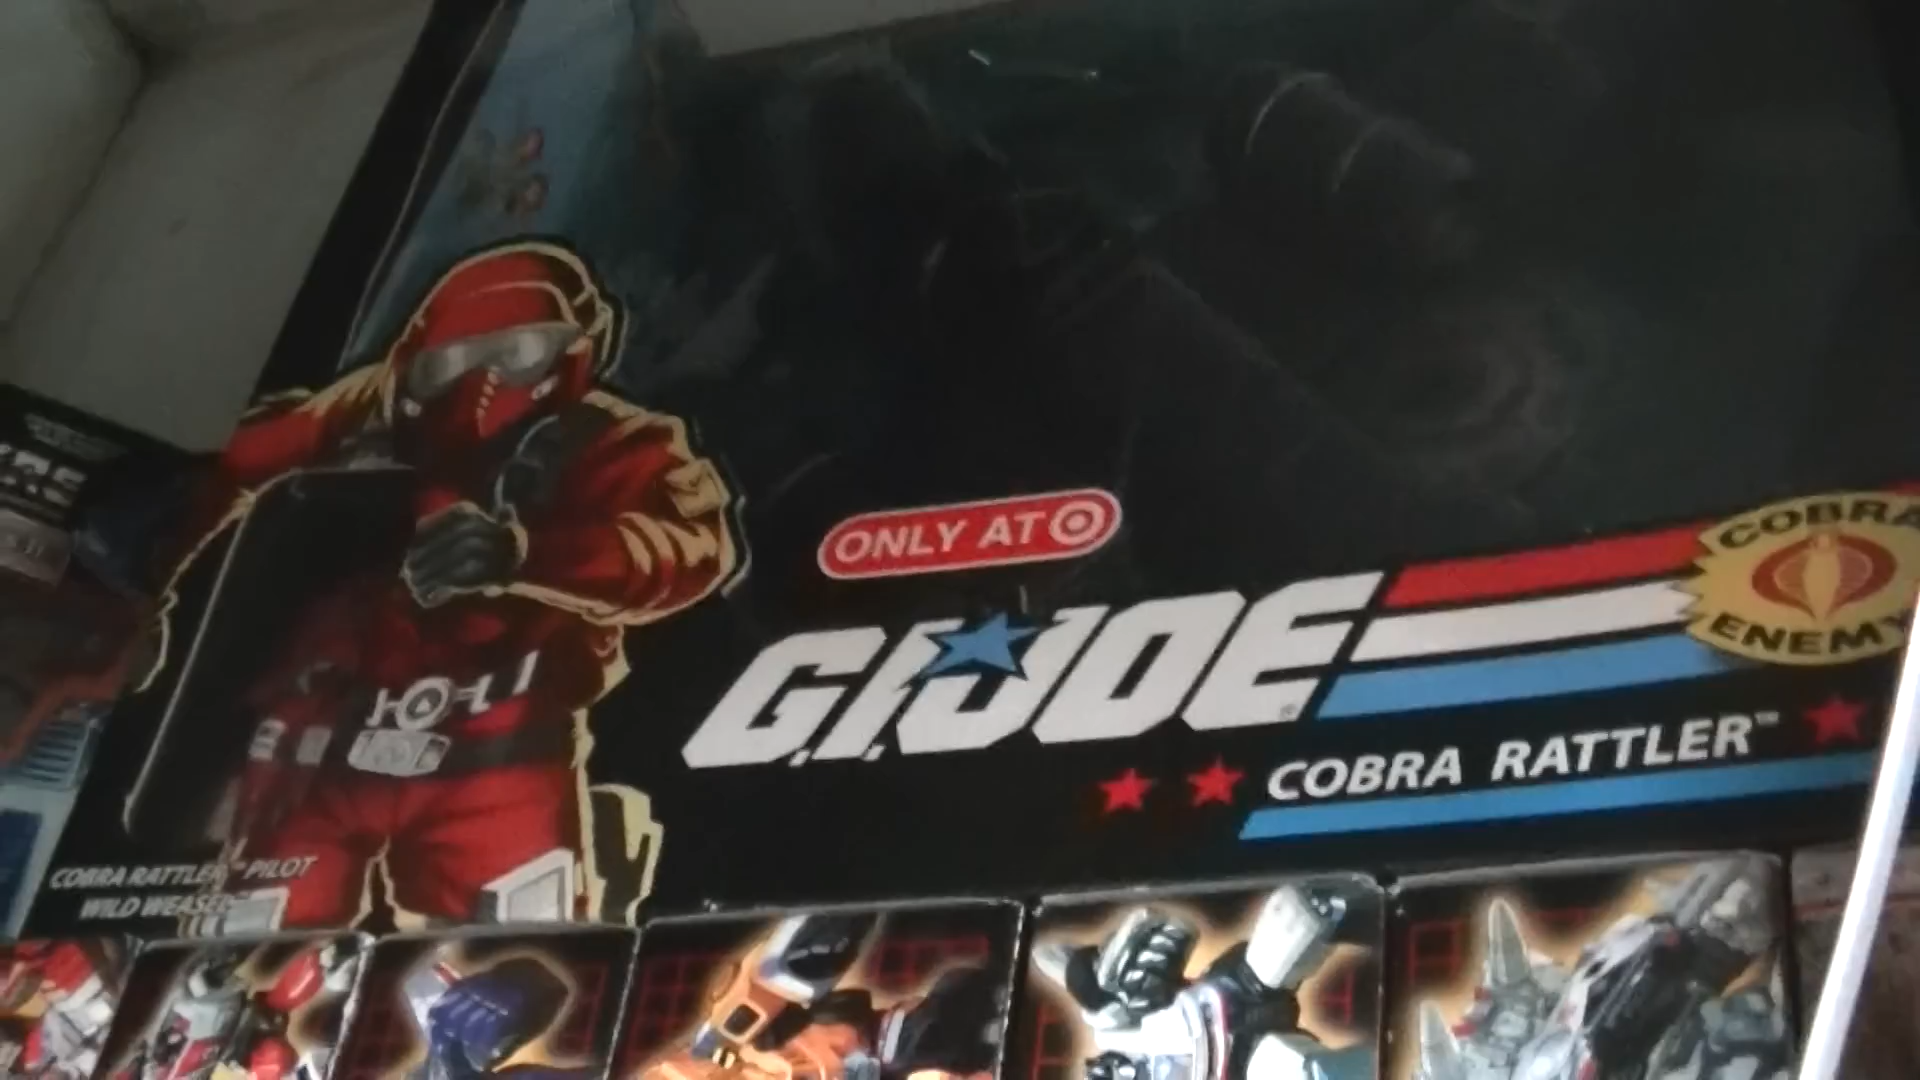 ONLY AT
G.I.JOE
COBRA
ENEMY
COBRA RATTLER™
COBRA RATTLER™ PILOT
WILD WEASEL